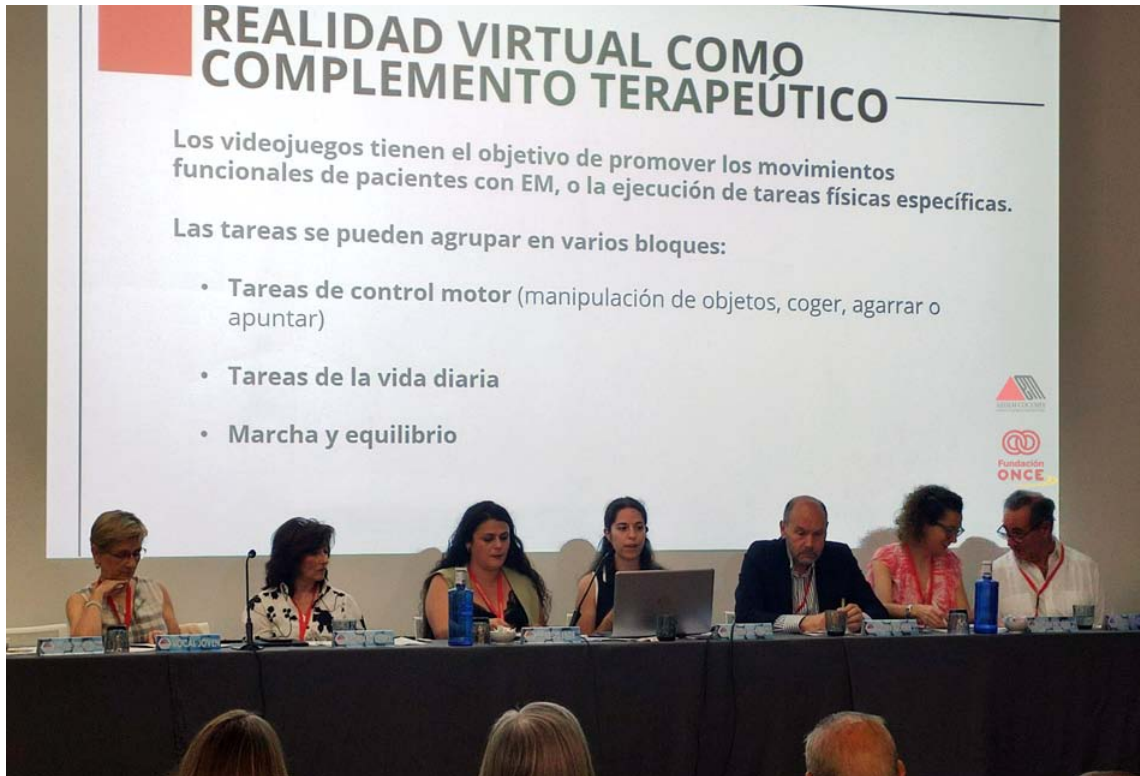 REALIDAD VIRTUAL COMO
COMPLEMENTO TERAPEÚTICO
Los videojuegos tienen el objetivo de promover los movimientos
funcionales de pacientes con EM, o la ejecución de tareas físicas específicas.
Las tareas se pueden agrupar en varios bloques:
• Tareas de control motor (manipulación de objetos, coger, agarrar o
apuntar)
• Tareas de la vida diaria
• Marcha y equilibrio
em
Fundación
ONCE